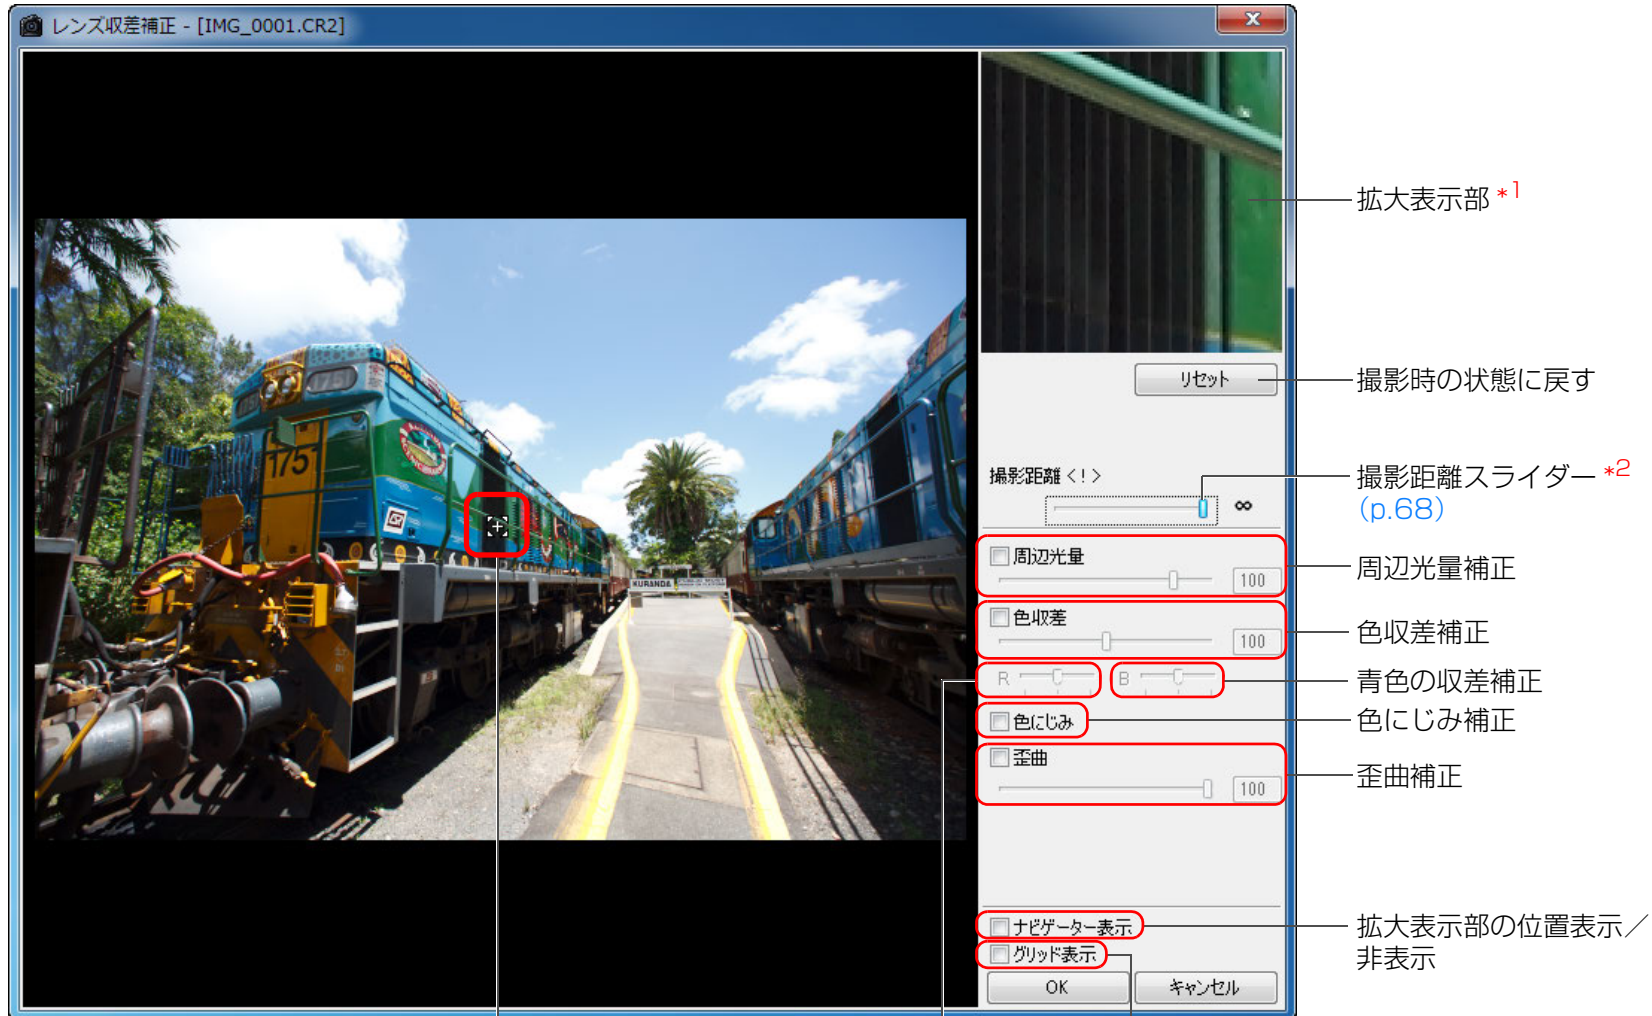 レンズ収差補正 - [IMG_0001.CR2]
拡大表示部 *1
リセット
撮影時の状態に戻す
撮影距離<!>
∞
撮影距離スライダー *2
(p.68)
周辺光量
100
周辺光量補正
色収差
100
色収差補正
R
B
青色の収差補正
色にじみ
色にじみ補正
歪曲
100
歪曲補正
ナビゲーター表示
拡大表示部の位置表示／
非表示
グリッド表示
OK
キャンセル
175
KURANDA